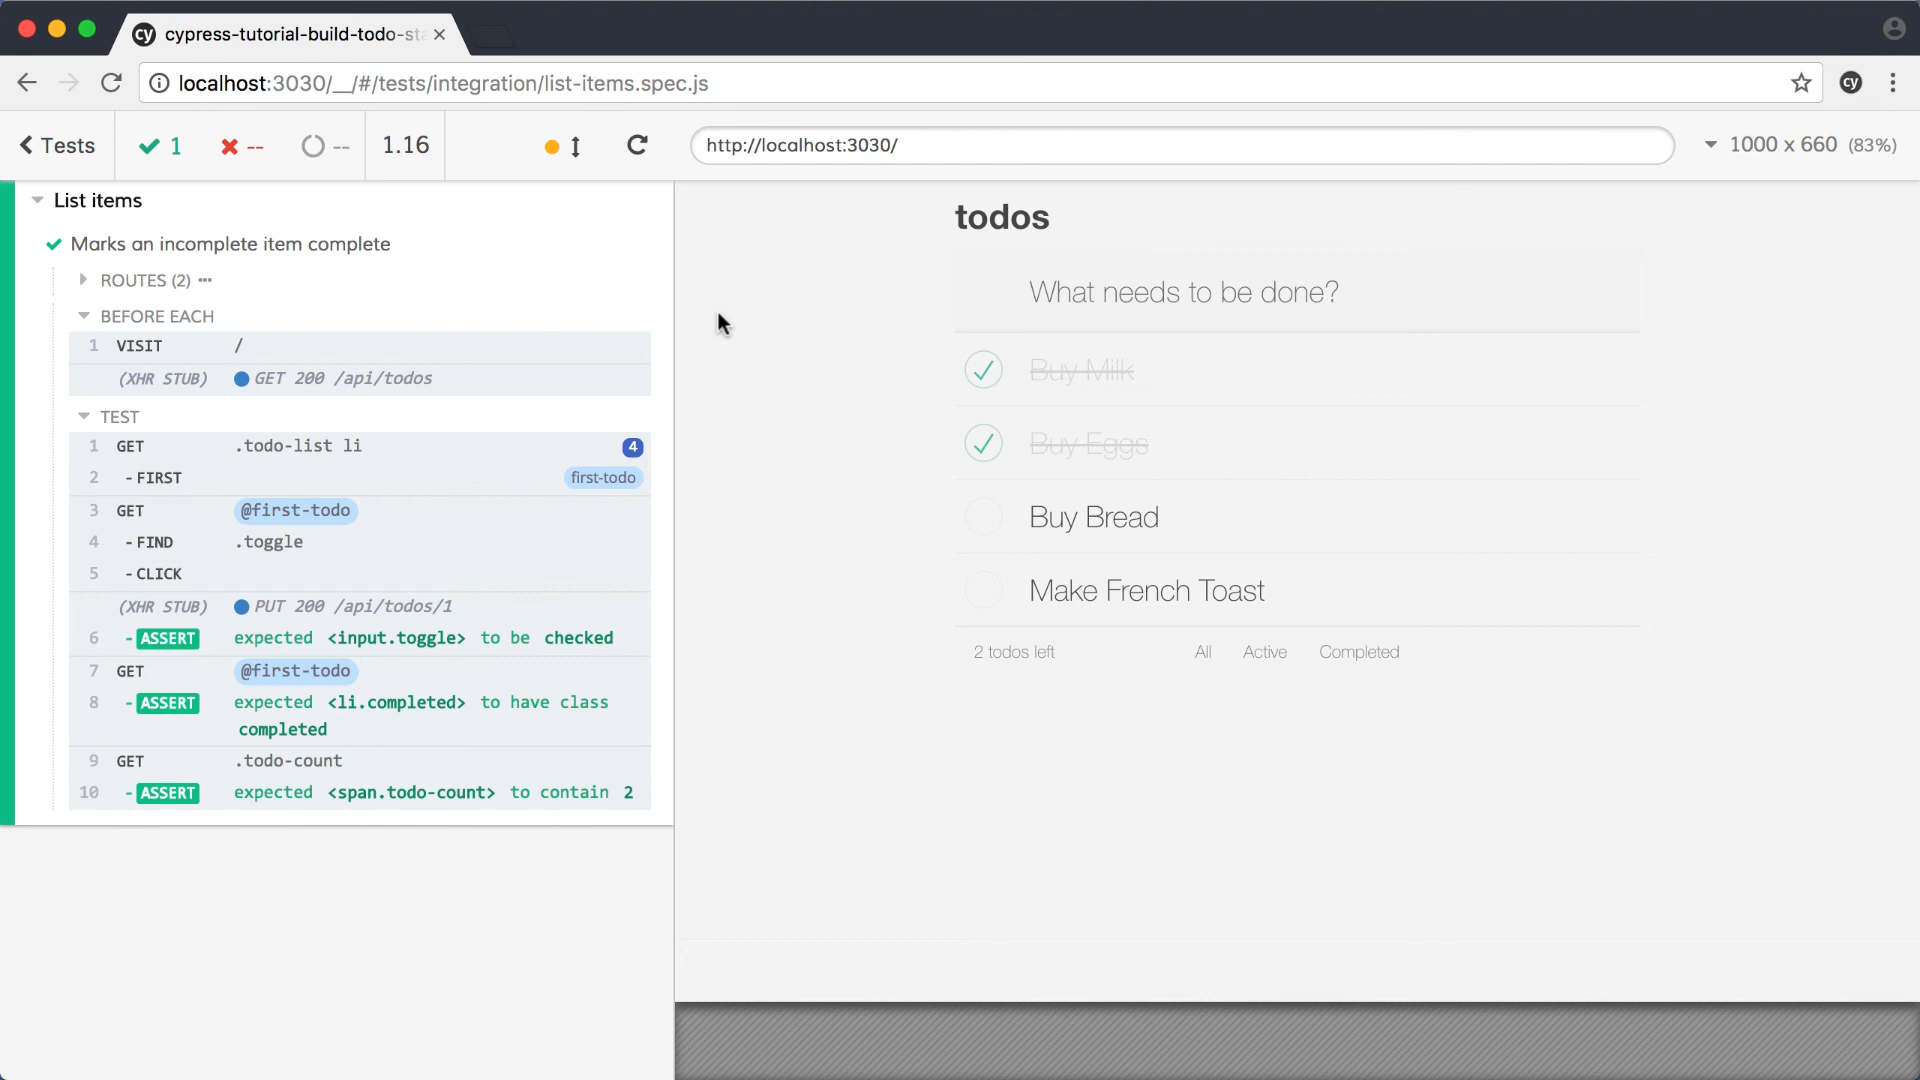 cy cypress-tutorial-build-todo-sta
localhost:3030/__/#/tests/integration/list-items.spec.js
cy
Tests 1 -- -- 1.16
http://localhost:3030/
1000 x 660 (83%)
List items
Marks an incomplete item complete
ROUTES (2)
BEFORE EACH
1 VISIT /
(XHR STUB) GET 200 /api/todos
TEST
1 GET .todo-list li 4
2 - FIRST first-todo
3 GET @first-todo
4 - FIND .toggle
5 - CLICK
(XHR STUB) PUT 200 /api/todos/1
6 - ASSERT expected <input.toggle> to be checked
7 GET @first-todo
8 - ASSERT expected <li.completed> to have class
completed
9 GET .todo-count
10 - ASSERT expected <span.todo-count> to contain 2
todos
What needs to be done?
Buy Milk
Buy Eggs
Buy Bread
Make French Toast
2 todos left All Active Completed